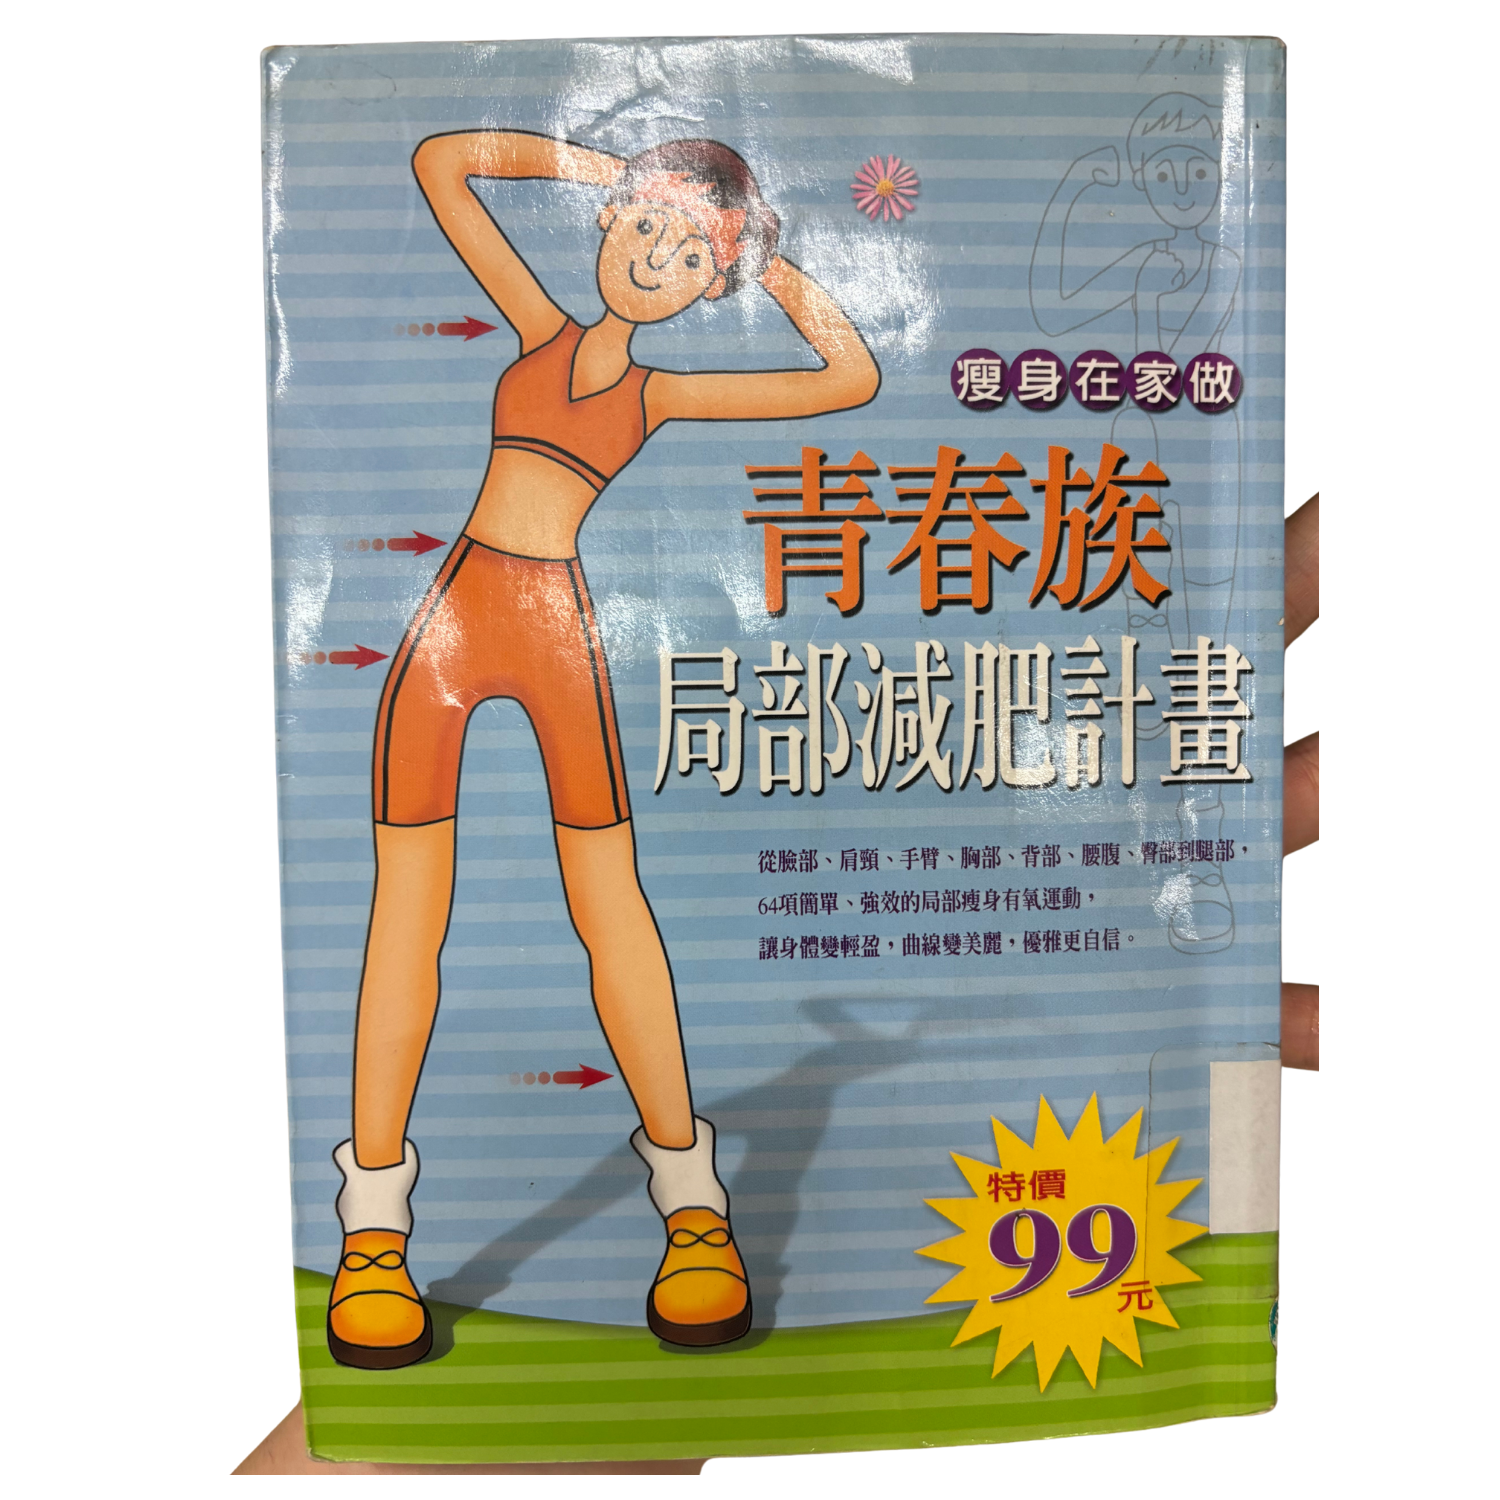 瘦身在家做
青春族
局部減肥計畫
從臉部、肩頸、手臂、胸部、背部、腰腹、臀部到腿部，
64項簡單、強效的局部瘦身有氧運動，
讓身體變輕盈，曲線變美麗，優雅更自信。
特價
99元